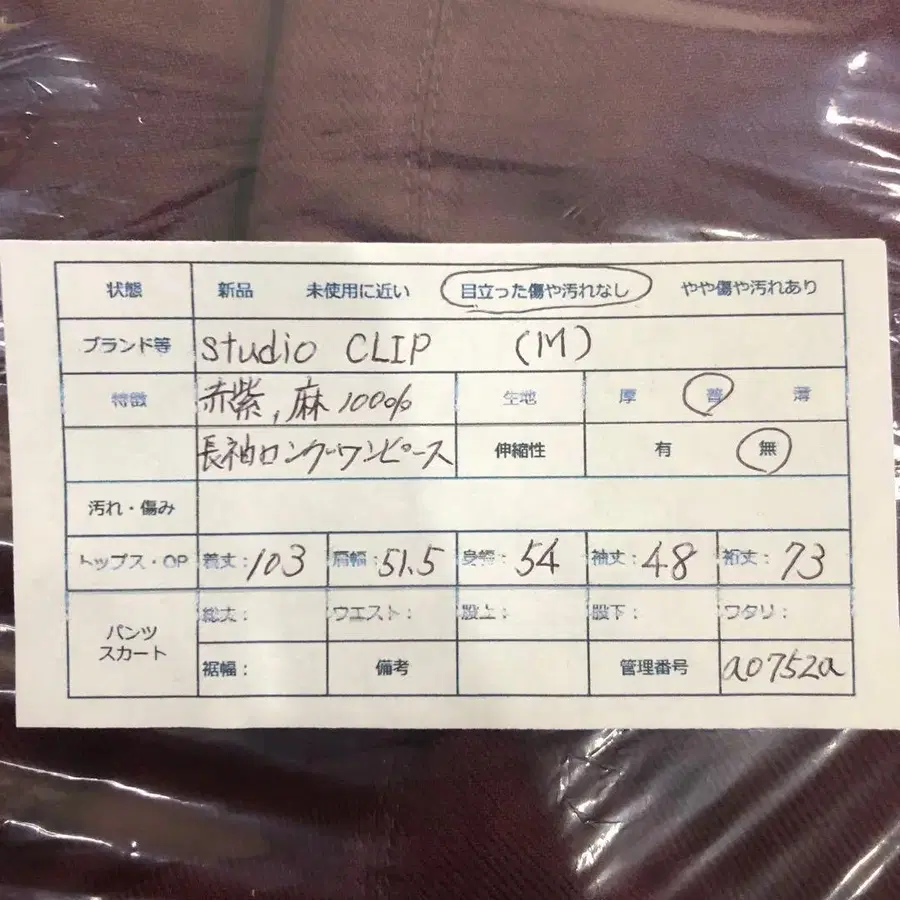 状態 新品 未使用に近い 目立った傷や汚れなし やや傷や汚れあり
ブランド等 studio CLIP (M)
特徴 赤紫, 麻100% 生地 厚 普 薄
長袖ロングワンピース 伸縮性 有 無
汚れ・傷み
トップス・OP 着丈:103 肩幅:51.5 身幅:54 袖丈:48 裄丈:73
総丈: ウエスト: 股上: 股下: ワタリ:
パンツ
スカート
裾幅: 備考 管理番号 a0752a